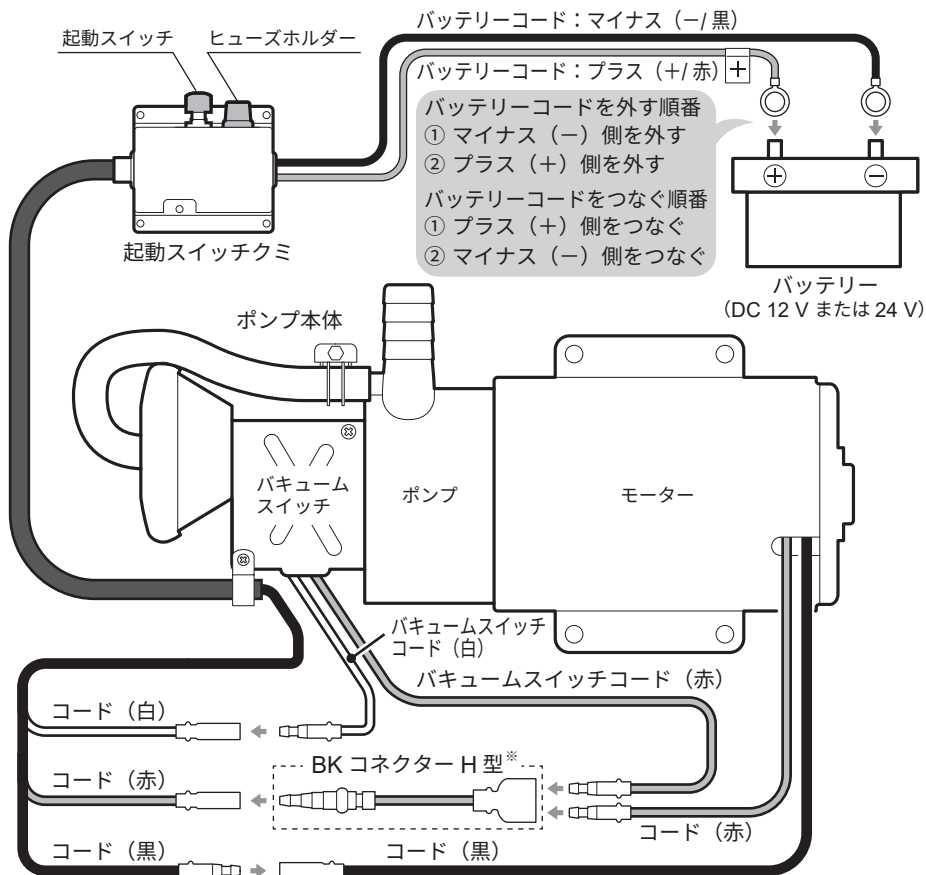 バッテリーコード：マイナス（－/ 黒）
起動スイッチ
ヒューズホルダー
バッテリーコード：プラス（＋/ 赤）
＋
バッテリーコードを外す順番
① マイナス（－）側を外す
② プラス（＋）側を外す
バッテリーコードをつなぐ順番
① プラス（＋）側をつなぐ
② マイナス（－）側をつなぐ
＋
－
起動スイッチクミ
バッテリー
（DC 12 V または 24 V）
ポンプ本体
バキューム
スイッチ
ポンプ
モーター
バキュームスイッチ
コード（白）
バキュームスイッチコード（赤）
コード（白）
BK コネクター H 型※
コード（赤）
コード（赤）
コード（黒）
コード（黒）